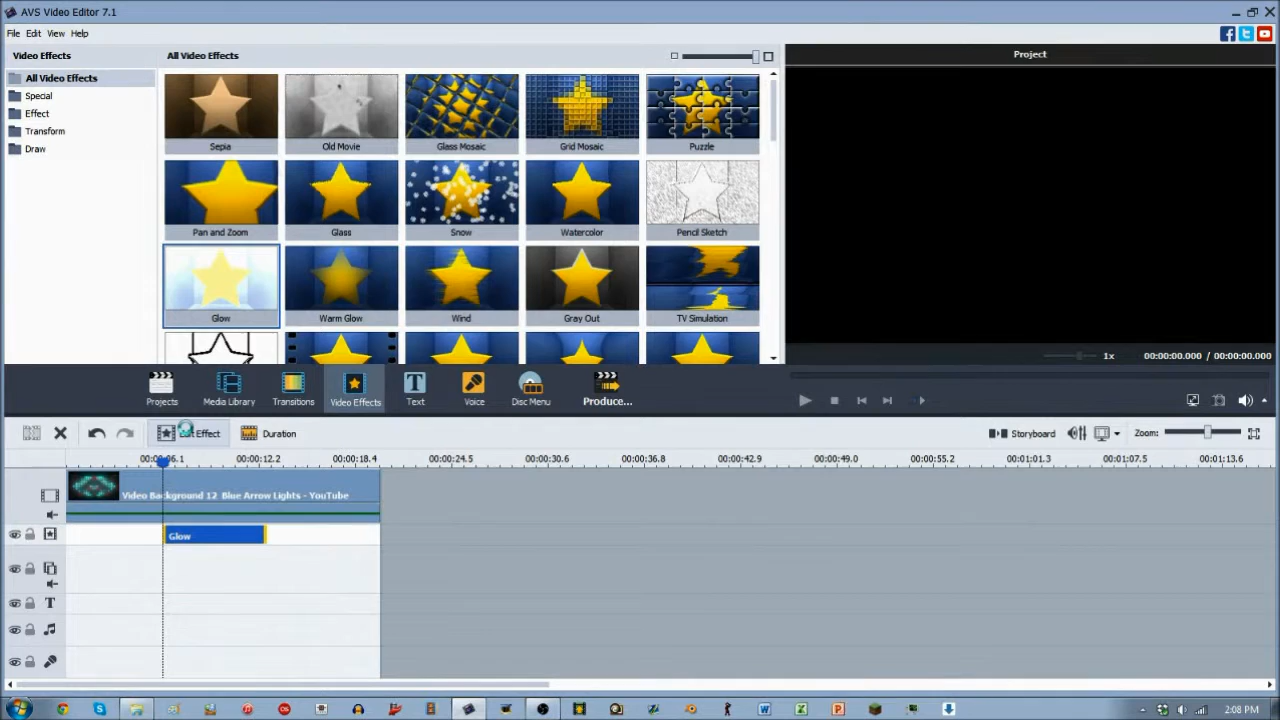 AVS Video Editor 7.1
File Edit View Help
Video Effects
All Video Effects
Project
All Video Effects
Special
Effect
Transform
Draw
Sepia
Old Movie
Glass Mosaic
Grid Mosaic
Puzzle
Pan and Zoom
Glass
Snow
Watercolor
Pencil Sketch
Glow
Warm Glow
Wind
Gray Out
TV Simulation
1x
00:00:00.000 / 00:00:00.000
Projects
Media Library
Transitions
Video Effects
Text
Voice
Disc Menu
Produce...
Effect
Duration
Storyboard
Zoom:
00:00:12.2 00:00:18.4 00:00:24.5 00:00:30.6 00:00:36.8 00:00:42.9 00:00:49.0 00:00:55.2 00:01:01.3 00:01:07.5 00:01:13.6
Video Background 12 Blue Arrow Lights - YouTube
Glow
T
2:08 PM